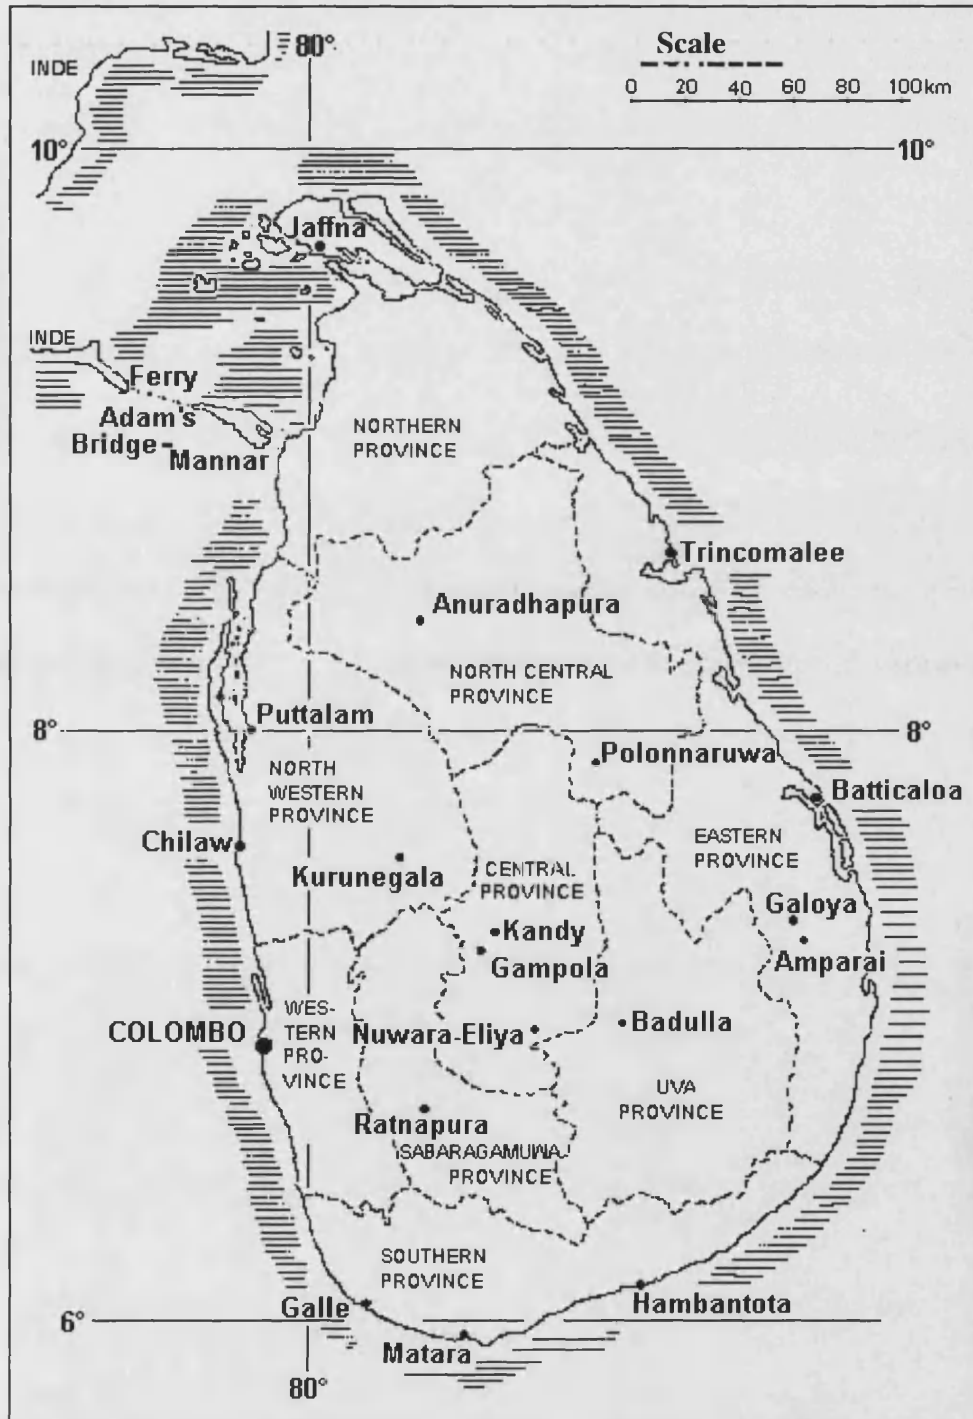 INDE
80°
Scale
0 20 40 60 80 100km
10°
10°
Jaffna
INDE
Ferry
Adam's
Bridge
Mannar
NORTHERN
PROVINCE
Trincomalee
Anuradhapura
NORTH CENTRAL
PROVINCE
Puttalam
8°
8°
Polonnaruwa
NORTH
WESTERN
PROVINCE
Batticaloa
Chilaw
EASTERN
PROVINCE
Kurunegala
CENTRAL
PROVINCE
Galoya
Kandy
Gampola
Amparai
WES-
TERN
PRO-
VINCE
COLOMBO
Nuwara-Eliya
Badulla
UVA
PROVINCE
Ratnapura
SABARAGAMUWA
PROVINCE
SOUTHERN
PROVINCE
Galle
Hambantota
6°
Matara
80°